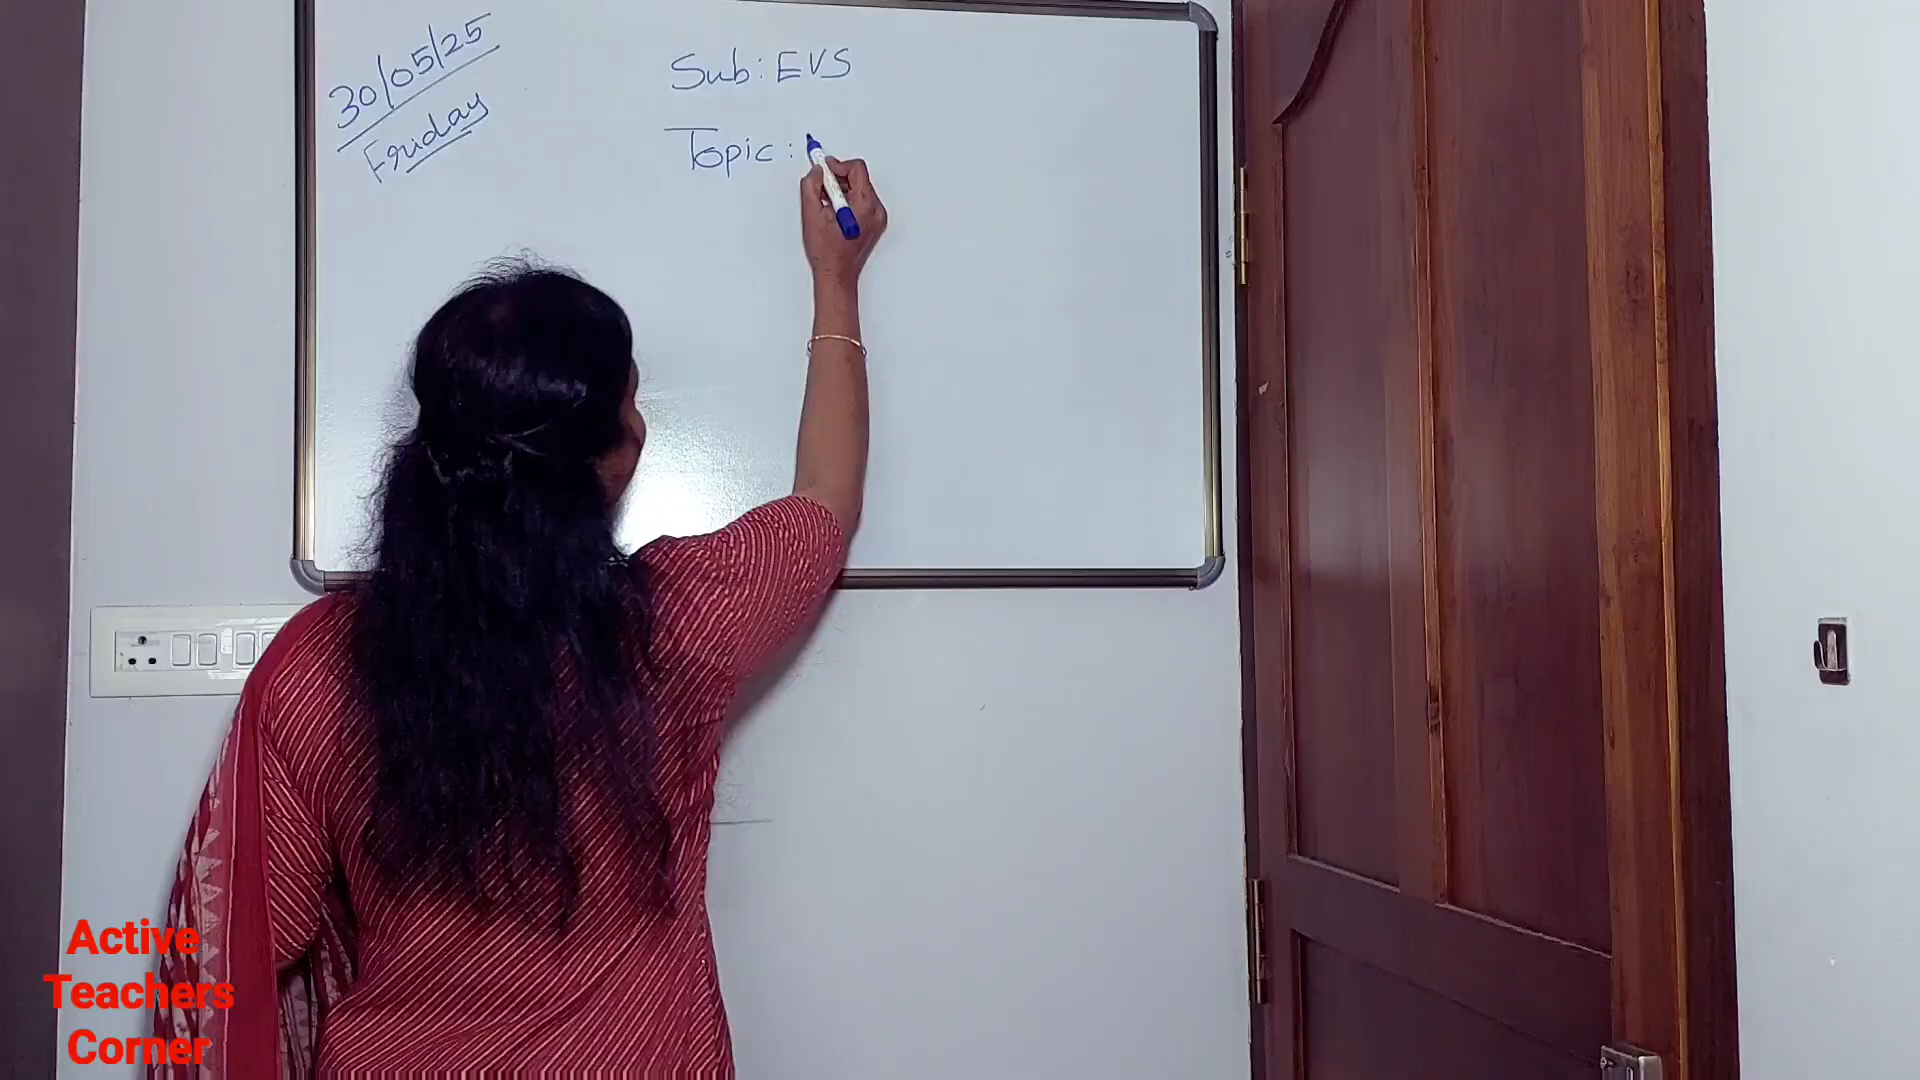 30/05/25
Friday
Sub: EVS
Topic:
Active
Teachers
Corner